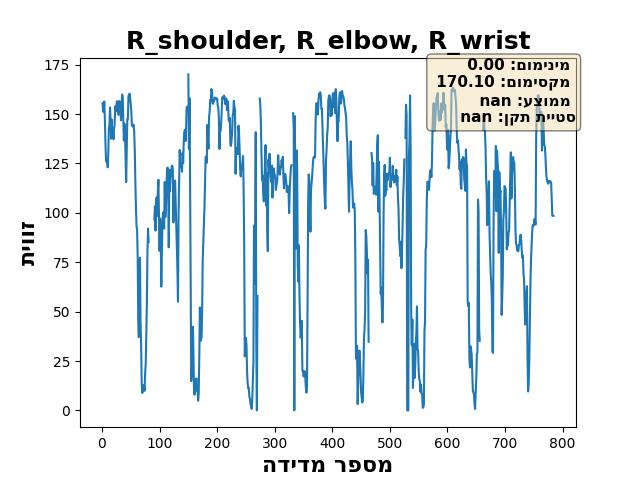 R_shoulder, R_elbow, R_wrist
מינימום: 0.00
מקסימום: 170.10
ממוצע: nan
סטיית תקן: nan
175
150
125
100
75
50
25
0
זווית
0 100 200 300 400 500 600 700 800
מספר מדידה